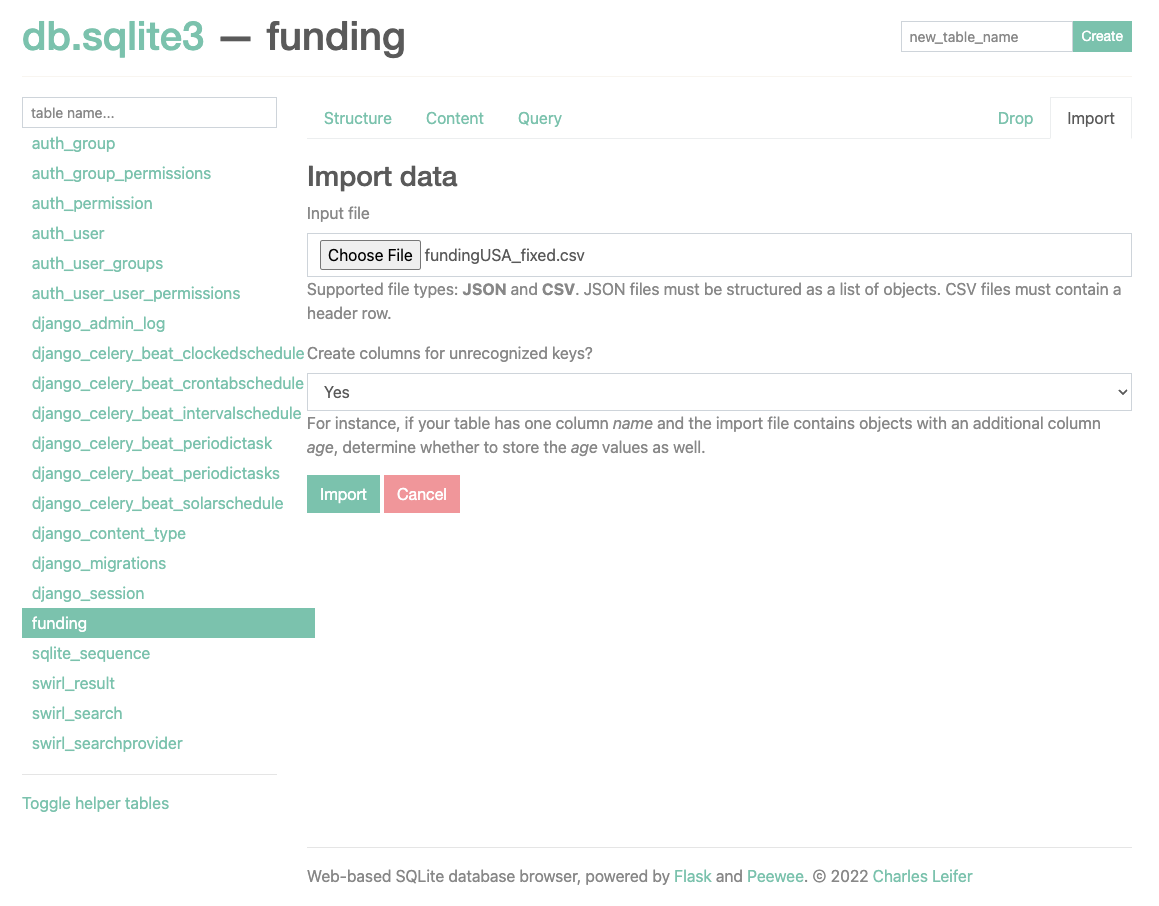 db.sqlite3 — funding
new_table_name
Create
table name...
auth_group
auth_group_permissions
auth_permission
auth_user
auth_user_groups
auth_user_user_permissions
django_admin_log
django_celery_beat_clockedschedule
django_celery_beat_crontabschedule
django_celery_beat_intervalschedule
django_celery_beat_periodictask
django_celery_beat_periodictasks
django_celery_beat_solarschedule
django_content_type
django_migrations
django_session
funding
sqlite_sequence
swirl_result
swirl_search
swirl_searchprovider
Toggle helper tables
Structure
Content
Query
Drop
Import
Import data
Input file
Choose File fundingUSA_fixed.csv
Supported file types: JSON and CSV. JSON files must be structured as a list of objects. CSV files must contain a
header row.
Create columns for unrecognized keys?
Yes
For instance, if your table has one column name and the import file contains objects with an additional column
age, determine whether to store the age values as well.
Import
Cancel
Web-based SQLite database browser, powered by Flask and Peewee. © 2022 Charles Leifer